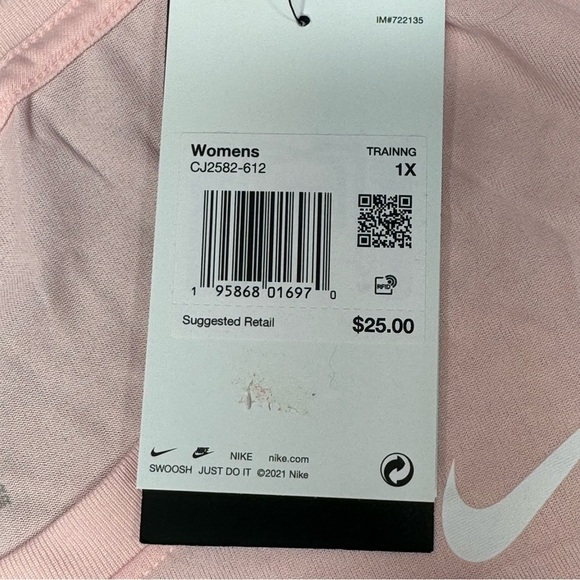 IM#722135
Womens TRAINNG
CJ2582-612 1X
RFID
1 95868 01697 0
Suggested Retail $25.00
NIKE nike.com
SWOOSH JUST DO IT ©2021 Nike